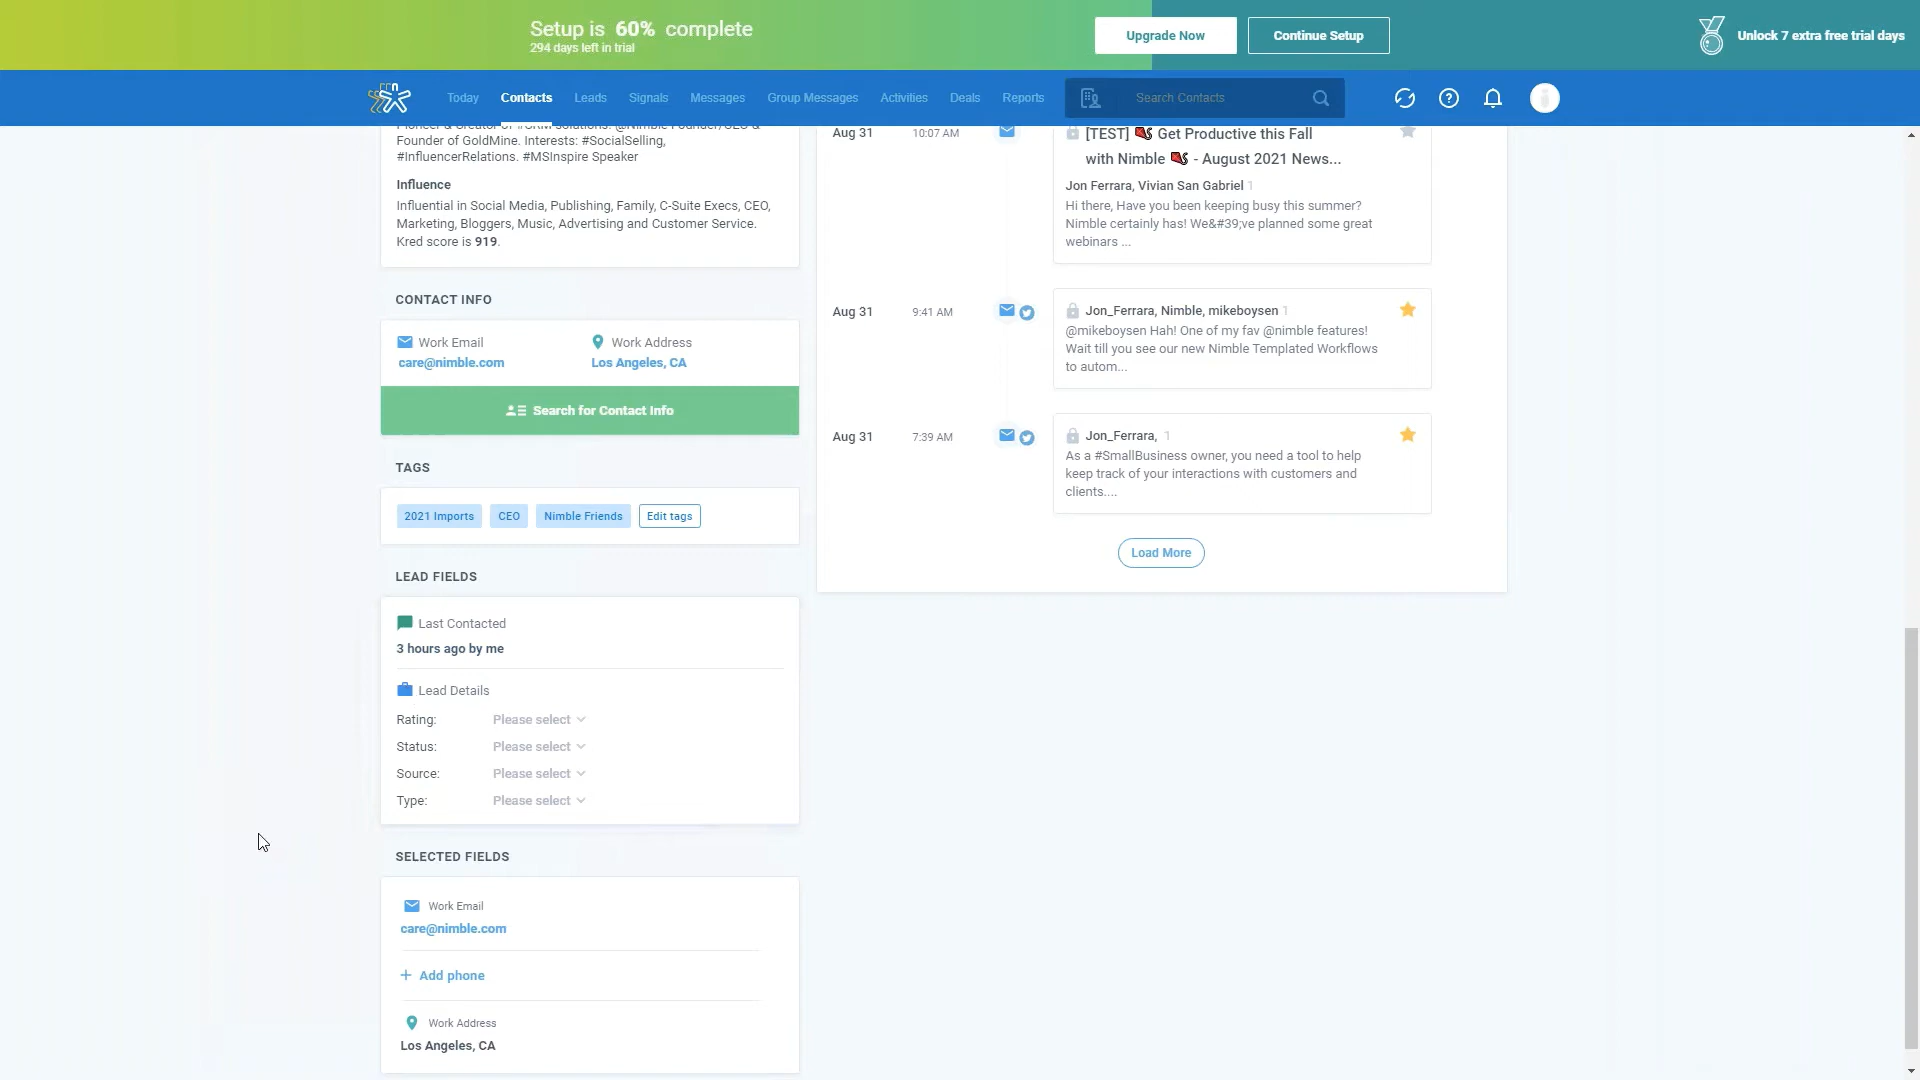 Setup is 60% complete
294 days left in trial
Upgrade Now
Continue Setup
Unlock 7 extra free trial days
Today
Contacts
Leads
Signals
Messages
Group Messages
Activities
Deals
Reports
Search Contacts
Pioneer & Creator of #CRM solutions. @Nimble Founder/CEO &
Founder of GoldMine. Interests: #SocialSelling,
#InfluencerRelations. #MSInspire Speaker
Influence
Influential in Social Media, Publishing, Family, C-Suite Execs, CEO,
Marketing, Bloggers, Music, Advertising and Customer Service.
Kred score is 919.
CONTACT INFO
Work Email
care@nimble.com
Work Address
Los Angeles, CA
Search for Contact Info
TAGS
2021 Imports
CEO
Nimble Friends
Edit tags
LEAD FIELDS
Last Contacted
3 hours ago by me
Lead Details
Rating: Please select
Status: Please select
Source: Please select
Type: Please select
SELECTED FIELDS
Work Email
care@nimble.com
+ Add phone
Work Address
Los Angeles, CA
Aug 31 10:07 AM
[TEST] Get Productive this Fall
with Nimble - August 2021 News...
Jon Ferrara, Vivian San Gabriel 1
Hi there, Have you been keeping busy this summer?
Nimble certainly has! We&#39;ve planned some great
webinars ...
Aug 31 9:41 AM
Jon_Ferrara, Nimble, mikeboysen 1
@mikeboysen Hah! One of my fav @nimble features!
Wait till you see our new Nimble Templated Workflows
to autom...
Aug 31 7:39 AM
Jon_Ferrara, 1
As a #SmallBusiness owner, you need a tool to help
keep track of your interactions with customers and
clients....
Load More